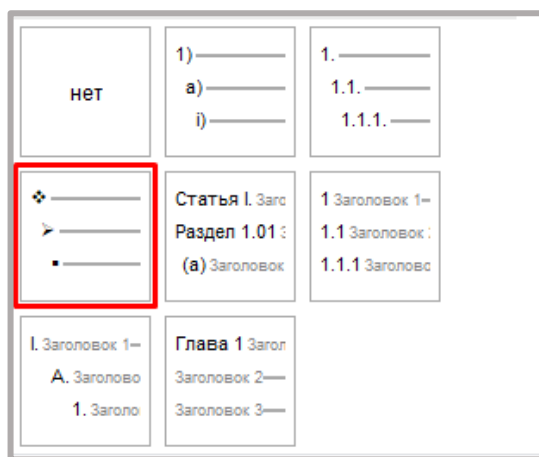 нет
1)
a)
i)
1.
1.1.
1.1.1.
❖
➢
▪
Статья I. Заго
Раздел 1.01 З
(a) Заголовок
1 Заголовок 1
1.1 Заголовок
1.1.1 Заголово
I. Заголовок 1
A. Заголово
1. Заголо
Глава 1 Загол
Заголовок 2
Заголовок 3